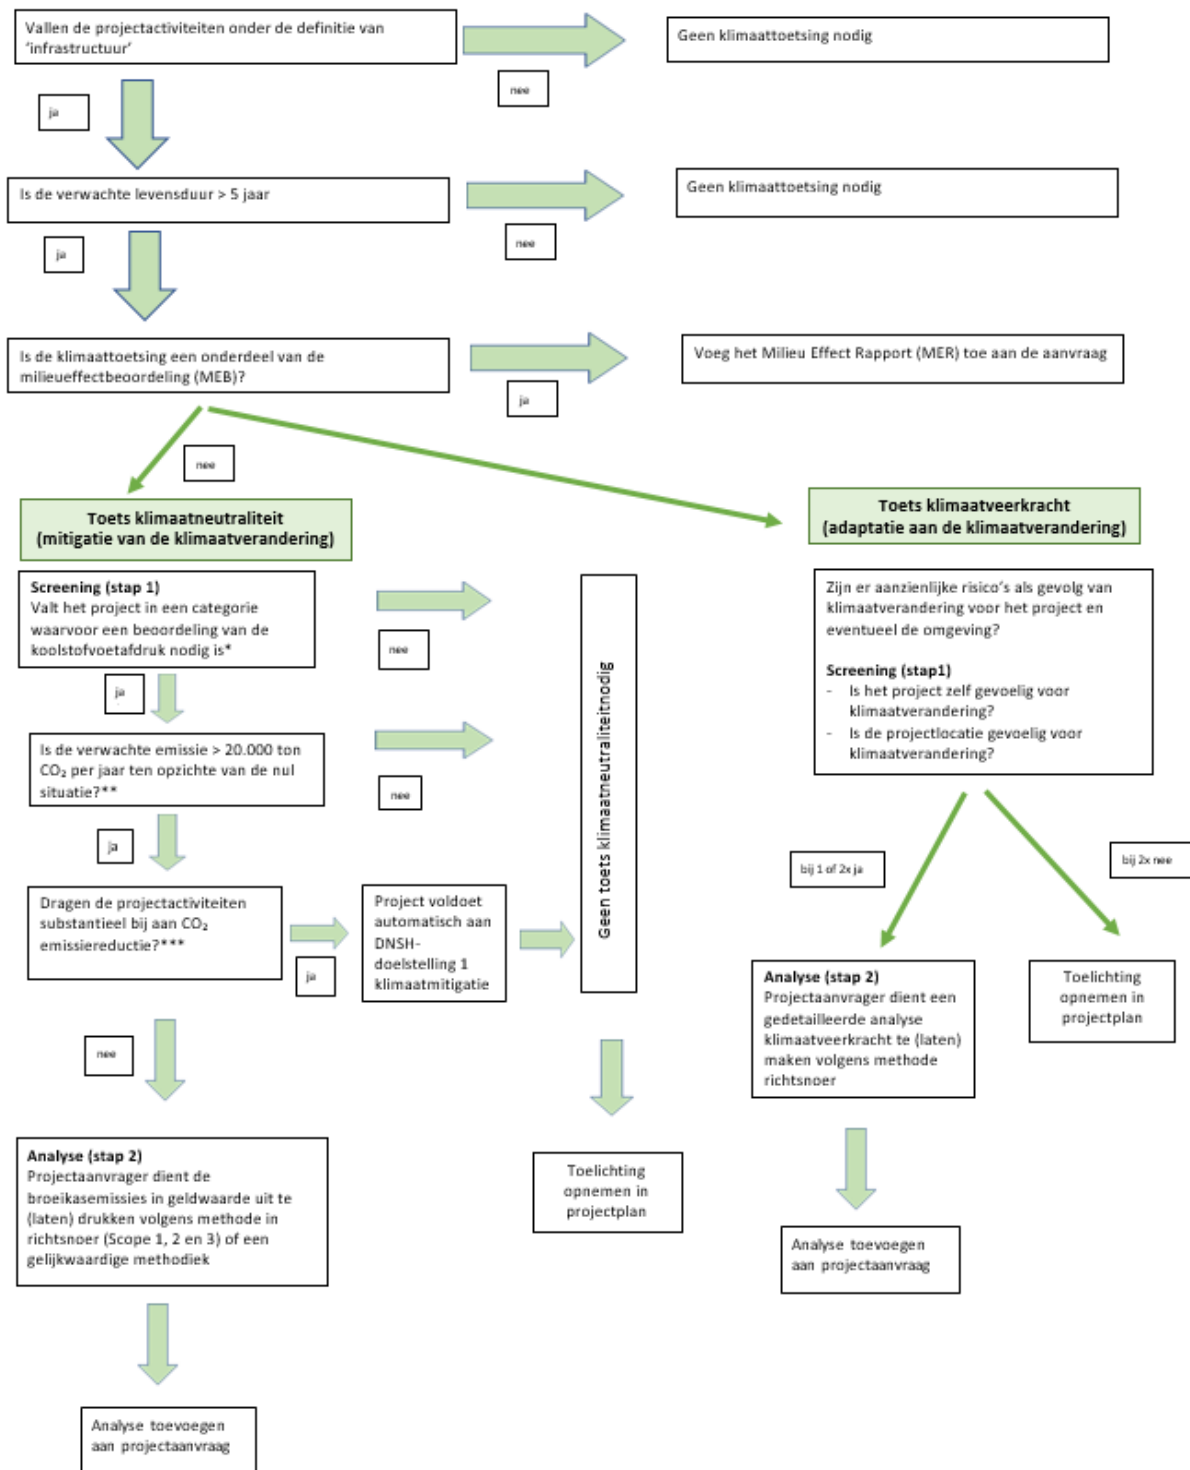 Vallen de projectactiviteiten onder de definitie van
‘infrastructuur’
nee
Geen klimaattoetsing nodig
ja
Is de verwachte levensduur > 5 jaar
nee
Geen klimaattoetsing nodig
ja
Is de klimaattoetsing een onderdeel van de
milieueffectbeoordeling (MEB)?
ja
Voeg het Milieu Effect Rapport (MER) toe aan de aanvraag
nee
Toets klimaatneutraliteit
(mitigatie van de klimaatverandering)
Screening (stap 1)
Valt het project in een categorie
waarvoor een beoordeling van de
koolstofvoetafdruk nodig is*
nee
ja
Is de verwachte emissie > 20.000 ton
CO₂ per jaar ten opzichte van de nul
situatie?**
nee
ja
Dragen de projectactiviteiten
substantieel bij aan CO₂
emissiereductie?***
ja
Project voldoet
automatisch aan
DNSH-
doelstelling 1
klimaatmitigatie
Geen toets klimaatneutraliteitnodig
Toelichting
opnemen in
projectplan
nee
Analyse (stap 2)
Projectaanvrager dient de
broeikasemissies in geldwaarde uit te
(laten) drukken volgens methode in
richtsnoer (Scope 1, 2 en 3) of een
gelijkwaardige methodiek
Analyse toevoegen
aan projectaanvraag
Toets klimaatveerkracht
(adaptatie aan de klimaatverandering)
Zijn er aanzienlijke risico’s als gevolg van
klimaatverandering voor het project en
eventueel de omgeving?
Screening (stap1)
- Is het project zelf gevoelig voor
klimaatverandering?
- Is de projectlocatie gevoelig voor
klimaatverandering?
bij 1 of 2x ja
bij 2x nee
Analyse (stap 2)
Projectaanvrager dient een
gedetailleerde analyse
klimaatveerkracht te (laten)
maken volgens methode
richtsnoer
Toelichting
opnemen in
projectplan
Analyse toevoegen
aan projectaanvraag